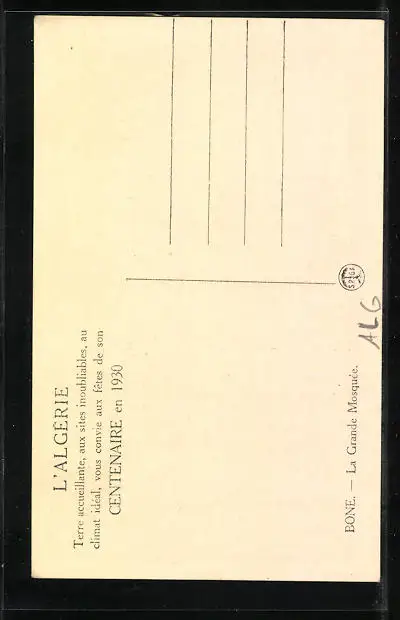 L'ALGÉRIE
Terre accueillante, aux sites inoubliables, au
climat idéal, vous convie aux fêtes de son
CENTENAIRE en 1930
BONE. — La Grande Mosquée.
ALG